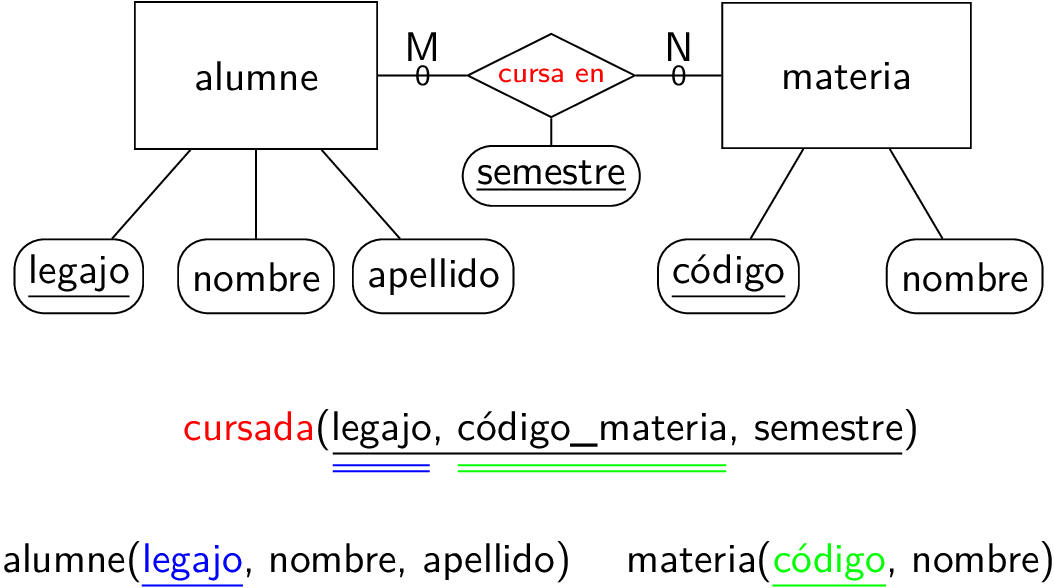 M N
alumne cursa en materia
0 0
semestre
legajo nombre apellido código nombre
cursada(legajo, código_materia, semestre)
alumne(legajo, nombre, apellido) materia(código, nombre)